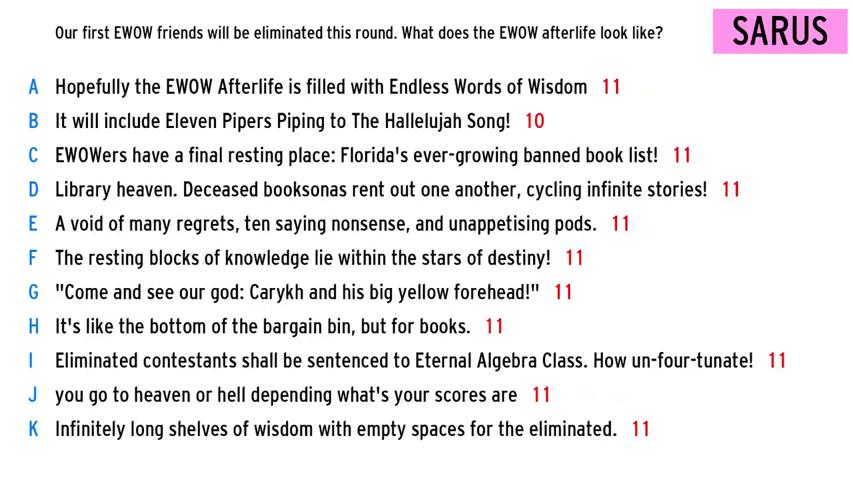 Our first EWOW friends will be eliminated this round. What does the EWOW afterlife look like?
SARUS
A Hopefully the EWOW Afterlife is filled with Endless Words of Wisdom 11
B It will include Eleven Pipers Piping to The Hallelujah Song! 10
C EWOWers have a final resting place: Florida's ever-growing banned book list! 11
D Library heaven. Deceased booksonas rent out one another, cycling infinite stories! 11
E A void of many regrets, ten saying nonsense, and unappetising pods. 11
F The resting blocks of knowledge lie within the stars of destiny! 11
G "Come and see our god: Carykh and his big yellow forehead!" 11
H It's like the bottom of the bargain bin, but for books. 11
I Eliminated contestants shall be sentenced to Eternal Algebra Class. How un-four-tunate! 11
J you go to heaven or hell depending what's your scores are 11
K Infinitely long shelves of wisdom with empty spaces for the eliminated. 11